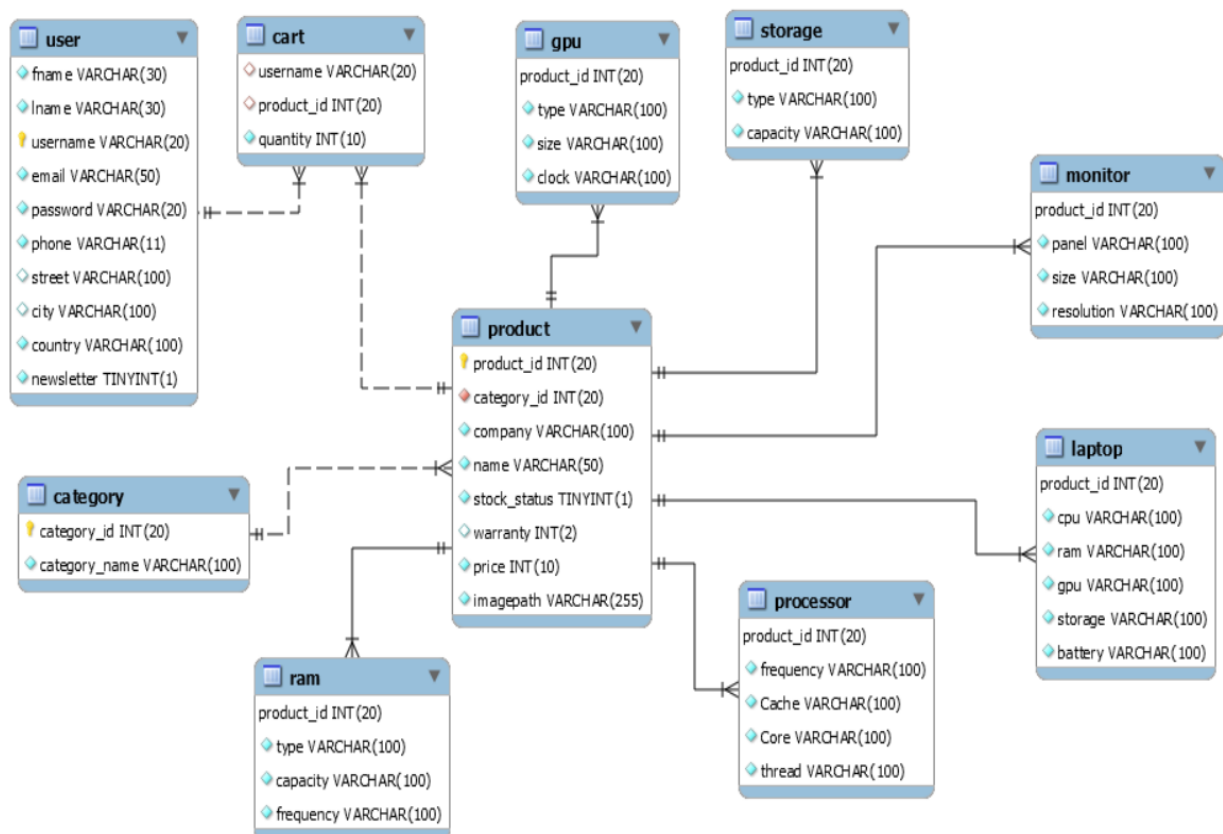 user
fname VARCHAR(30)
lname VARCHAR(30)
username VARCHAR(20)
email VARCHAR(50)
password VARCHAR(20)
phone VARCHAR(11)
street VARCHAR(100)
city VARCHAR(100)
country VARCHAR(100)
newsletter TINYINT(1)
cart
username VARCHAR(20)
product_id INT(20)
quantity INT(10)
gpu
product_id INT(20)
type VARCHAR(100)
size VARCHAR(100)
clock VARCHAR(100)
storage
product_id INT(20)
type VARCHAR(100)
capacity VARCHAR(100)
monitor
product_id INT(20)
panel VARCHAR(100)
size VARCHAR(100)
resolution VARCHAR(100)
product
product_id INT(20)
category_id INT(20)
company VARCHAR(100)
name VARCHAR(50)
stock_status TINYINT(1)
warranty INT(2)
price INT(10)
imagepath VARCHAR(255)
category
category_id INT(20)
category_name VARCHAR(100)
laptop
product_id INT(20)
cpu VARCHAR(100)
ram VARCHAR(100)
gpu VARCHAR(100)
storage VARCHAR(100)
battery VARCHAR(100)
processor
product_id INT(20)
frequency VARCHAR(100)
Cache VARCHAR(100)
Core VARCHAR(100)
thread VARCHAR(100)
ram
product_id INT(20)
type VARCHAR(100)
capacity VARCHAR(100)
frequency VARCHAR(100)